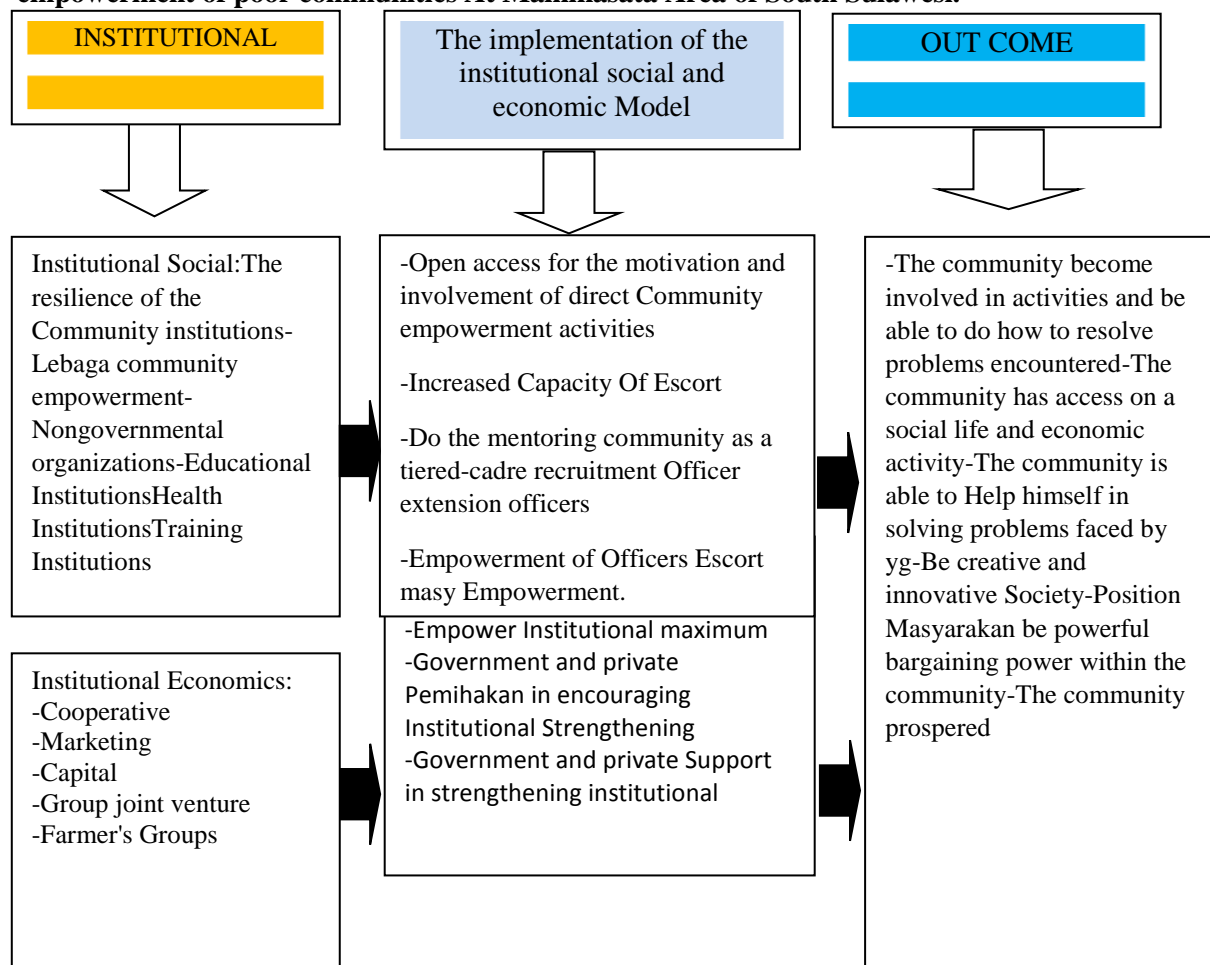 empowerment of poor communities At Mamminasata Area of South Sulawesi.
INSTITUTIONAL
The implementation of the
institutional social and
economic Model
OUT COME
Institutional Social:The
resilience of the
Community institutions-
Lebaga community
empowerment-
Nongovernmental
organizations-Educational
InstitutionsHealth
InstitutionsTraining
Institutions
Institutional Economics:
-Cooperative
-Marketing
-Capital
-Group joint venture
-Farmer's Groups
-Open access for the motivation and
involvement of direct Community
empowerment activities
-Increased Capacity Of Escort
-Do the mentoring community as a
tiered-cadre recruitment Officer
extension officers
-Empowerment of Officers Escort
masy Empowerment.
-Empower Institutional maximum
-Government and private
Pemihakan in encouraging
Institutional Strengthening
-Government and private Support
in strengthening institutional
-The community become
involved in activities and be
able to do how to resolve
problems encountered-The
community has access on a
social life and economic
activity-The community is
able to Help himself in
solving problems faced by
yg-Be creative and
innovative Society-Position
Masyarakan be powerful
bargaining power within the
community-The community
prospered